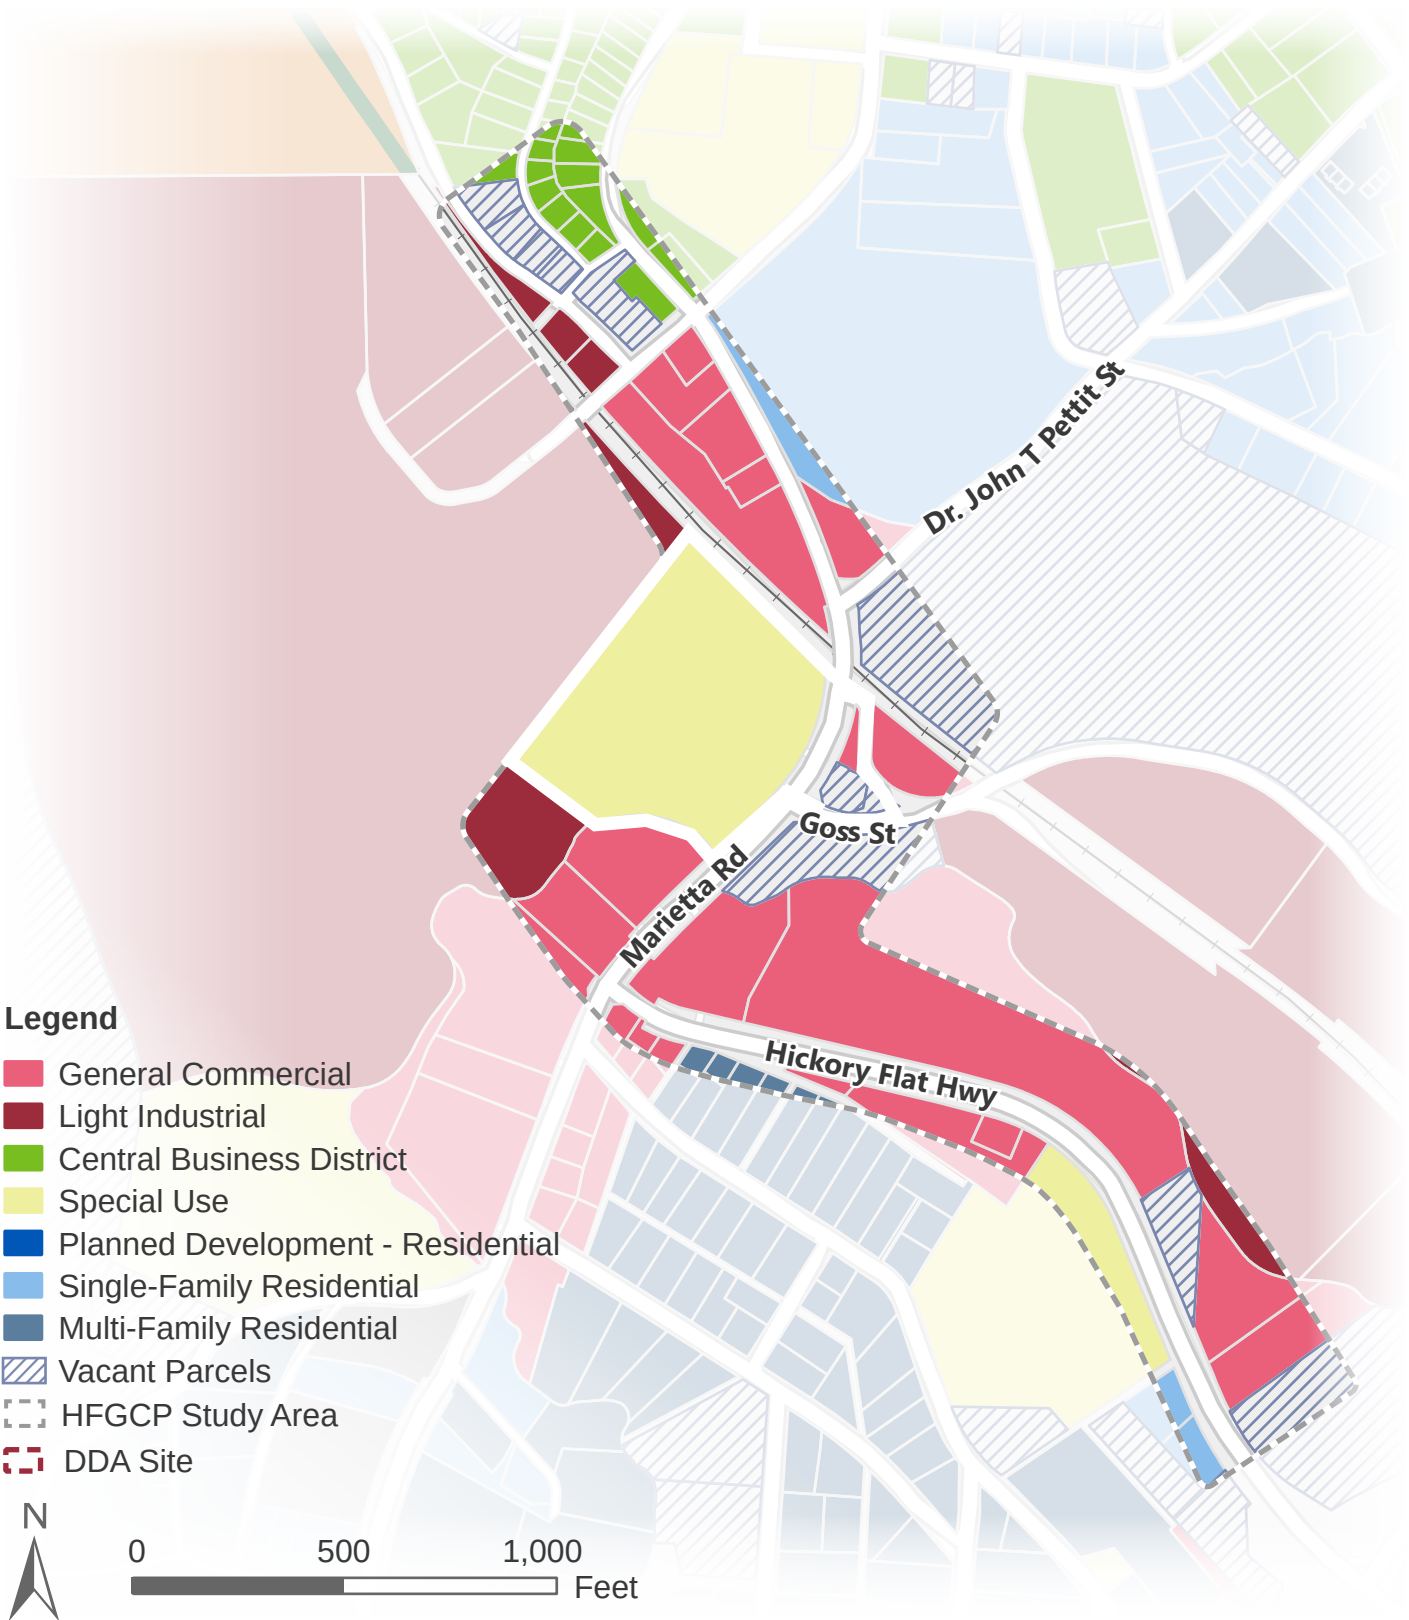 Dr. John T Pettit St
Goss St
Marietta Rd
Hickory Flat Hwy
Legend
General Commercial
Light Industrial
Central Business District
Special Use
Planned Development - Residential
Single-Family Residential
Multi-Family Residential
Vacant Parcels
HFGCP Study Area
DDA Site
N
0 500 1,000
Feet